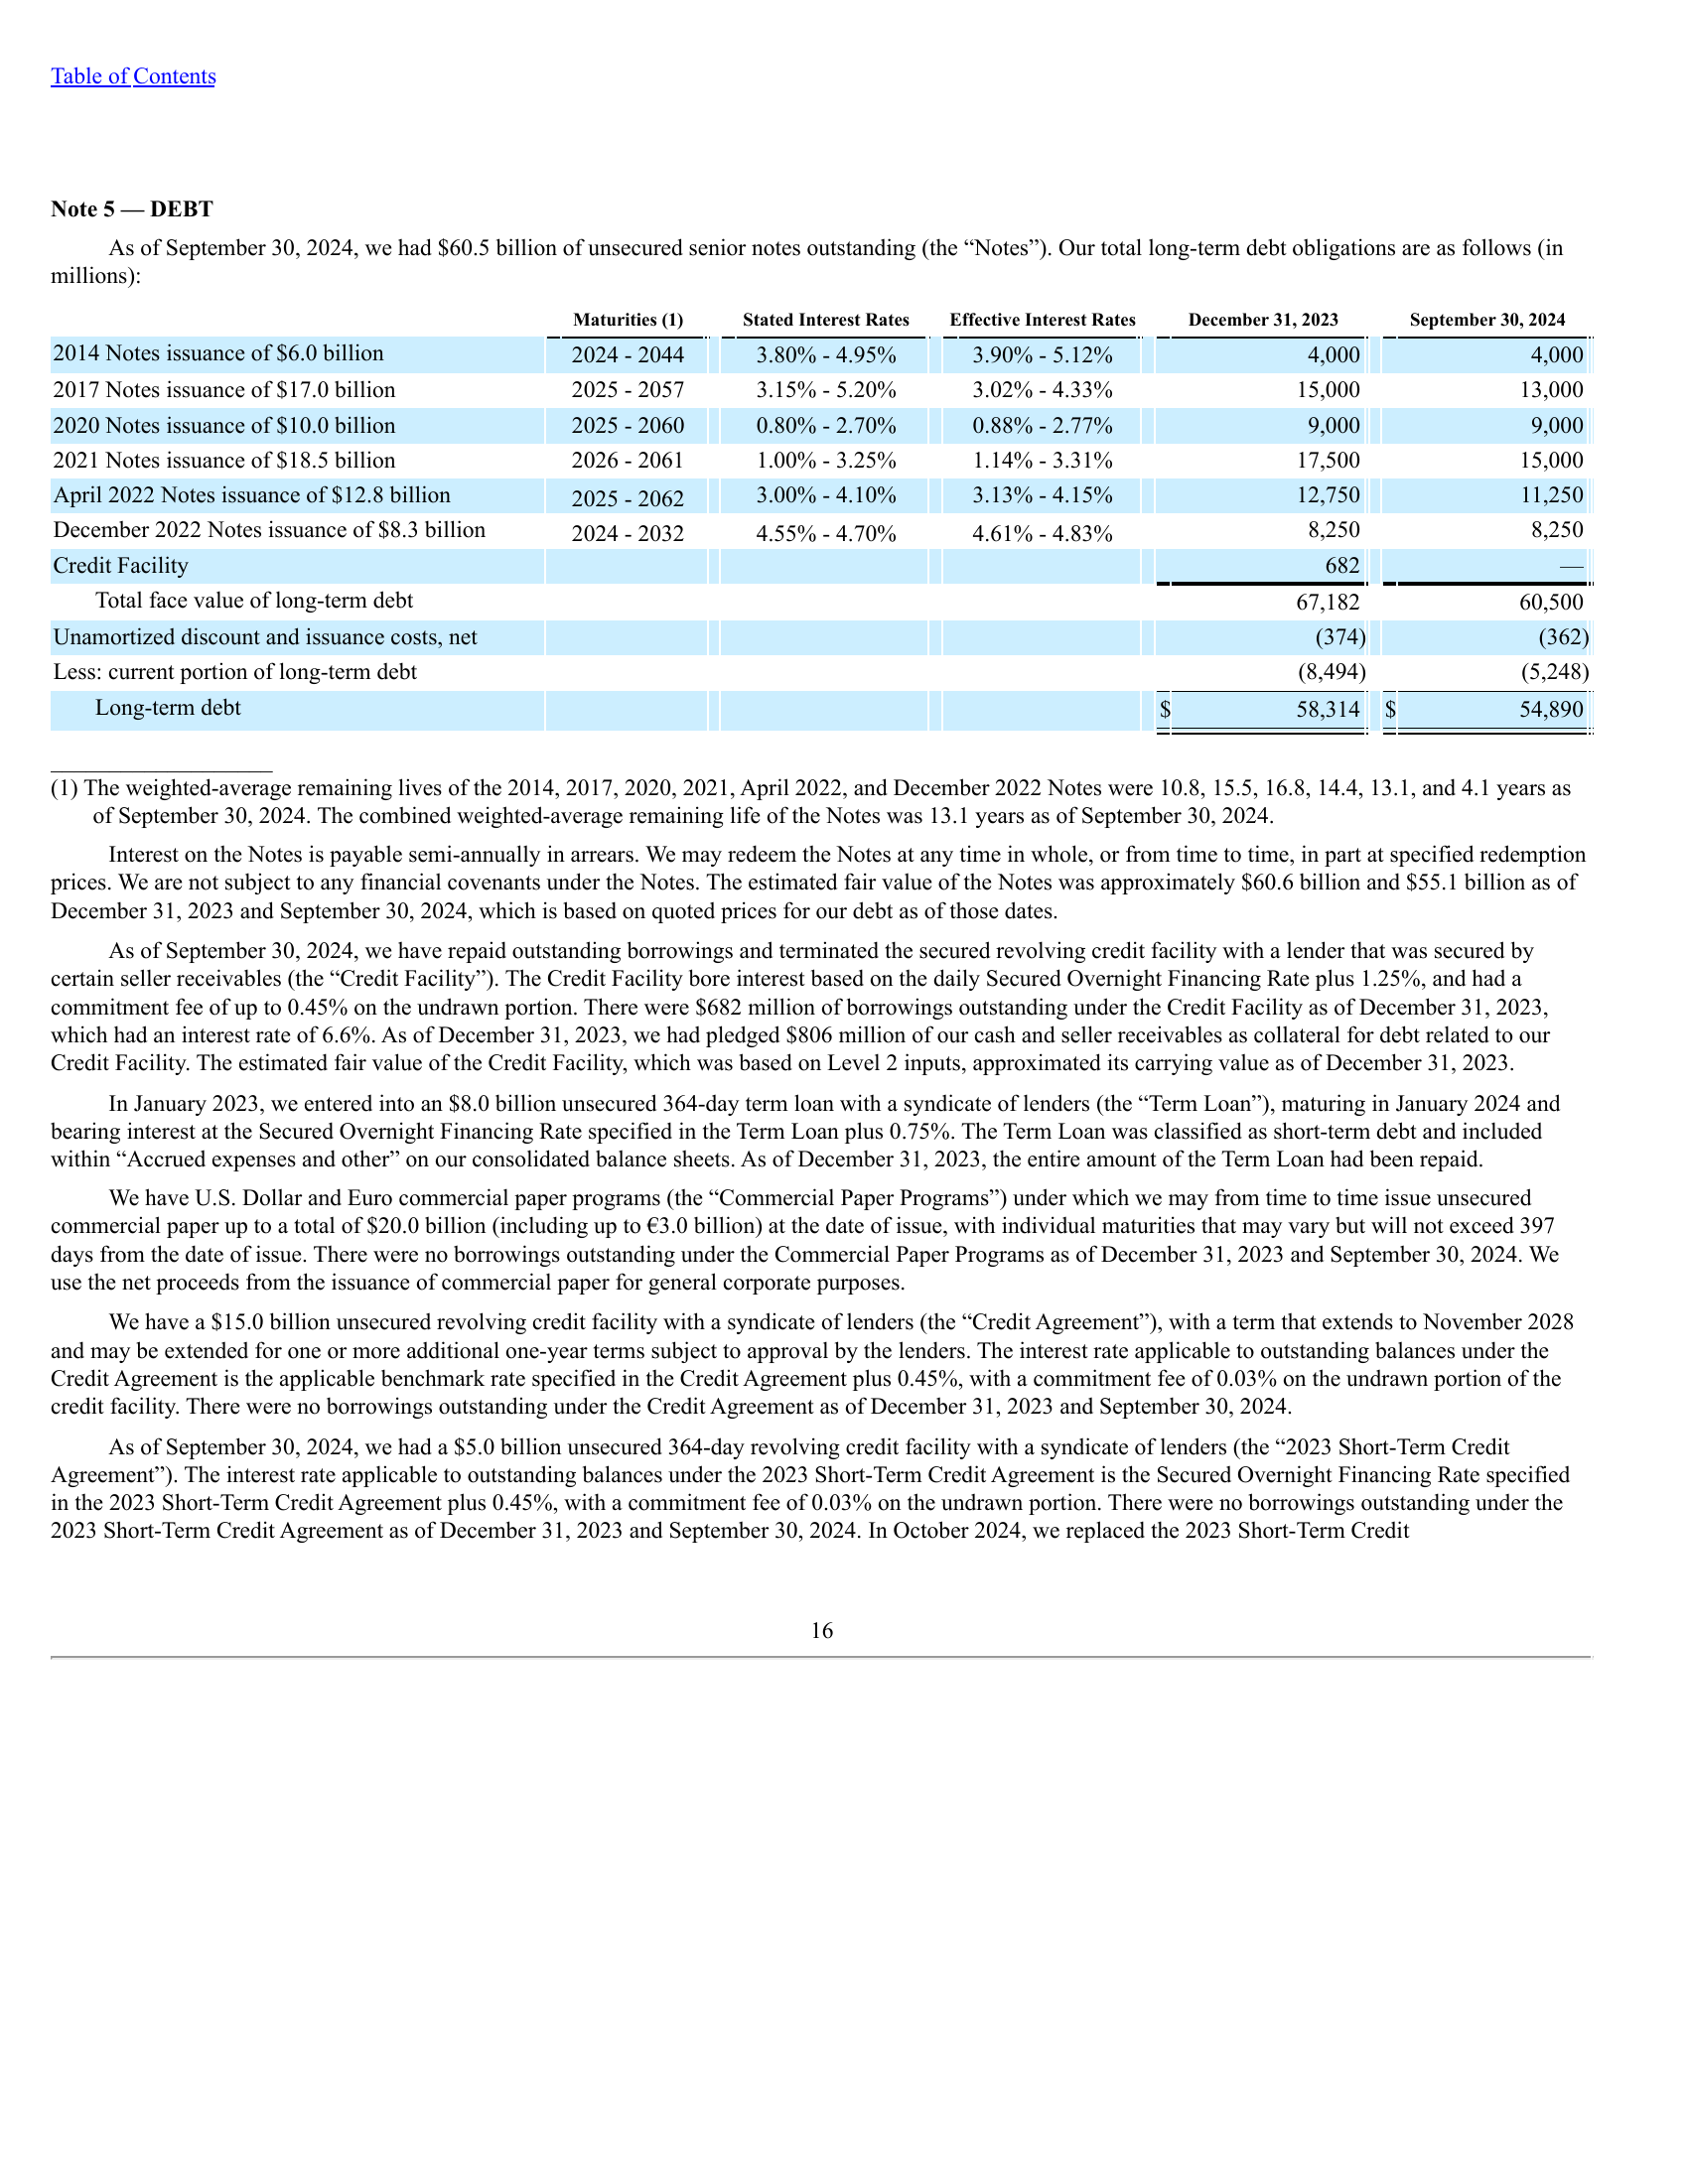 Table of Contents
Note 5 — DEBT
As of September 30, 2024, we had $60.5 billion of unsecured senior notes outstanding (the “Notes”). Our total long-term debt obligations are as follows (in
millions):
Maturities (1) Stated Interest Rates Effective Interest Rates December 31, 2023 September 30, 2024
2014 Notes issuance of $6.0 billion 2024 - 2044 3.80% - 4.95% 3.90% - 5.12% 4,000 4,000
2017 Notes issuance of $17.0 billion 2025 - 2057 3.15% - 5.20% 3.02% - 4.33% 15,000 13,000
2020 Notes issuance of $10.0 billion 2025 - 2060 0.80% - 2.70% 0.88% - 2.77% 9,000 9,000
2021 Notes issuance of $18.5 billion 2026 - 2061 1.00% - 3.25% 1.14% - 3.31% 17,500 15,000
April 2022 Notes issuance of $12.8 billion 2025 - 2062 3.00% - 4.10% 3.13% - 4.15% 12,750 11,250
December 2022 Notes issuance of $8.3 billion 2024 - 2032 4.55% - 4.70% 4.61% - 4.83% 8,250 8,250
Credit Facility 682 —
Total face value of long-term debt 67,182 60,500
Unamortized discount and issuance costs, net (374) (362)
Less: current portion of long-term debt (8,494) (5,248)
Long-term debt $ 58,314 $ 54,890
(1) The weighted-average remaining lives of the 2014, 2017, 2020, 2021, April 2022, and December 2022 Notes were 10.8, 15.5, 16.8, 14.4, 13.1, and 4.1 years as
of September 30, 2024. The combined weighted-average remaining life of the Notes was 13.1 years as of September 30, 2024.
Interest on the Notes is payable semi-annually in arrears. We may redeem the Notes at any time in whole, or from time to time, in part at specified redemption
prices. We are not subject to any financial covenants under the Notes. The estimated fair value of the Notes was approximately $60.6 billion and $55.1 billion as of
December 31, 2023 and September 30, 2024, which is based on quoted prices for our debt as of those dates.
As of September 30, 2024, we have repaid outstanding borrowings and terminated the secured revolving credit facility with a lender that was secured by
certain seller receivables (the “Credit Facility”). The Credit Facility bore interest based on the daily Secured Overnight Financing Rate plus 1.25%, and had a
commitment fee of up to 0.45% on the undrawn portion. There were $682 million of borrowings outstanding under the Credit Facility as of December 31, 2023,
which had an interest rate of 6.6%. As of December 31, 2023, we had pledged $806 million of our cash and seller receivables as collateral for debt related to our
Credit Facility. The estimated fair value of the Credit Facility, which was based on Level 2 inputs, approximated its carrying value as of December 31, 2023.
In January 2023, we entered into an $8.0 billion unsecured 364-day term loan with a syndicate of lenders (the “Term Loan”), maturing in January 2024 and
bearing interest at the Secured Overnight Financing Rate specified in the Term Loan plus 0.75%. The Term Loan was classified as short-term debt and included
within “Accrued expenses and other” on our consolidated balance sheets. As of December 31, 2023, the entire amount of the Term Loan had been repaid.
We have U.S. Dollar and Euro commercial paper programs (the “Commercial Paper Programs”) under which we may from time to time issue unsecured
commercial paper up to a total of $20.0 billion (including up to €3.0 billion) at the date of issue, with individual maturities that may vary but will not exceed 397
days from the date of issue. There were no borrowings outstanding under the Commercial Paper Programs as of December 31, 2023 and September 30, 2024. We
use the net proceeds from the issuance of commercial paper for general corporate purposes.
We have a $15.0 billion unsecured revolving credit facility with a syndicate of lenders (the “Credit Agreement”), with a term that extends to November 2028
and may be extended for one or more additional one-year terms subject to approval by the lenders. The interest rate applicable to outstanding balances under the
Credit Agreement is the applicable benchmark rate specified in the Credit Agreement plus 0.45%, with a commitment fee of 0.03% on the undrawn portion of the
credit facility. There were no borrowings outstanding under the Credit Agreement as of December 31, 2023 and September 30, 2024.
As of September 30, 2024, we had a $5.0 billion unsecured 364-day revolving credit facility with a syndicate of lenders (the “2023 Short-Term Credit
Agreement”). The interest rate applicable to outstanding balances under the 2023 Short-Term Credit Agreement is the Secured Overnight Financing Rate specified
in the 2023 Short-Term Credit Agreement plus 0.45%, with a commitment fee of 0.03% on the undrawn portion. There were no borrowings outstanding under the
2023 Short-Term Credit Agreement as of December 31, 2023 and September 30, 2024. In October 2024, we replaced the 2023 Short-Term Credit
16